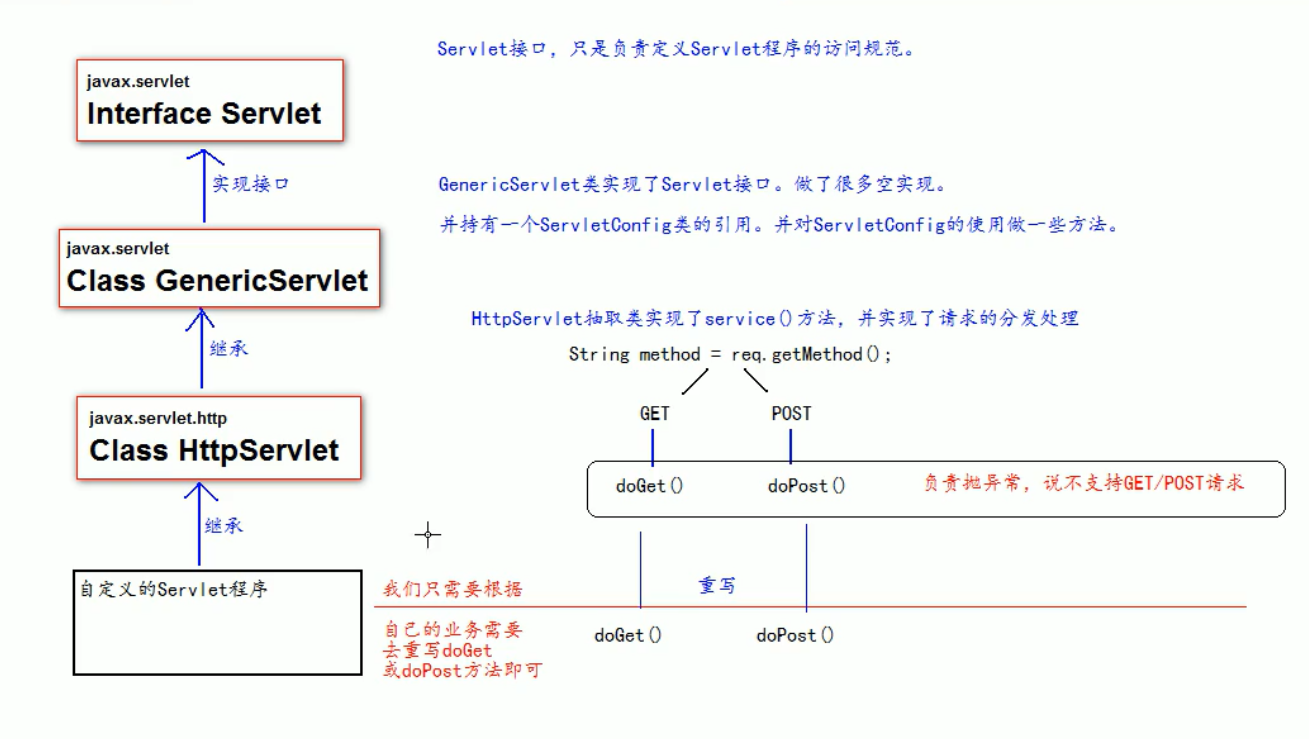 Servlet接口，只是负责定义Servlet程序的访问规范。
javax.servlet
Interface Servlet
实现接口
GenericServlet类实现了Servlet接口。做了很多空实现。
并持有一个ServletConfig类的引用。并对ServletConfig的使用做一些方法。
javax.servlet
Class GenericServlet
继承
HttpServlet抽取类实现了service()方法，并实现了请求的分发处理
String method = req.getMethod();
GET
POST
javax.servlet.http
Class HttpServlet
doGet()
doPost()
负责抛异常，说不支持GET/POST请求
继承
自定义的Servlet程序
我们只需要根据
自己的业务需要
去重写doGet
或doPost方法即可
重写
doGet()
doPost()